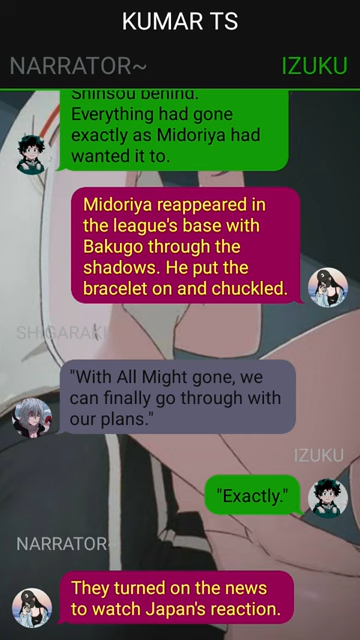 KUMAR TS
NARRATOR~
IZUKU
Shinsou behind.
Everything had gone
exactly as Midoriya had
wanted it to.
Midoriya reappeared in
the league's base with
Bakugo through the
shadows. He put the
bracelet on and chuckled.
SHIGARAKI
"With All Might gone, we
can finally go through with
our plans."
IZUKU
"Exactly."
NARRATOR~
They turned on the news
to watch Japan's reaction.